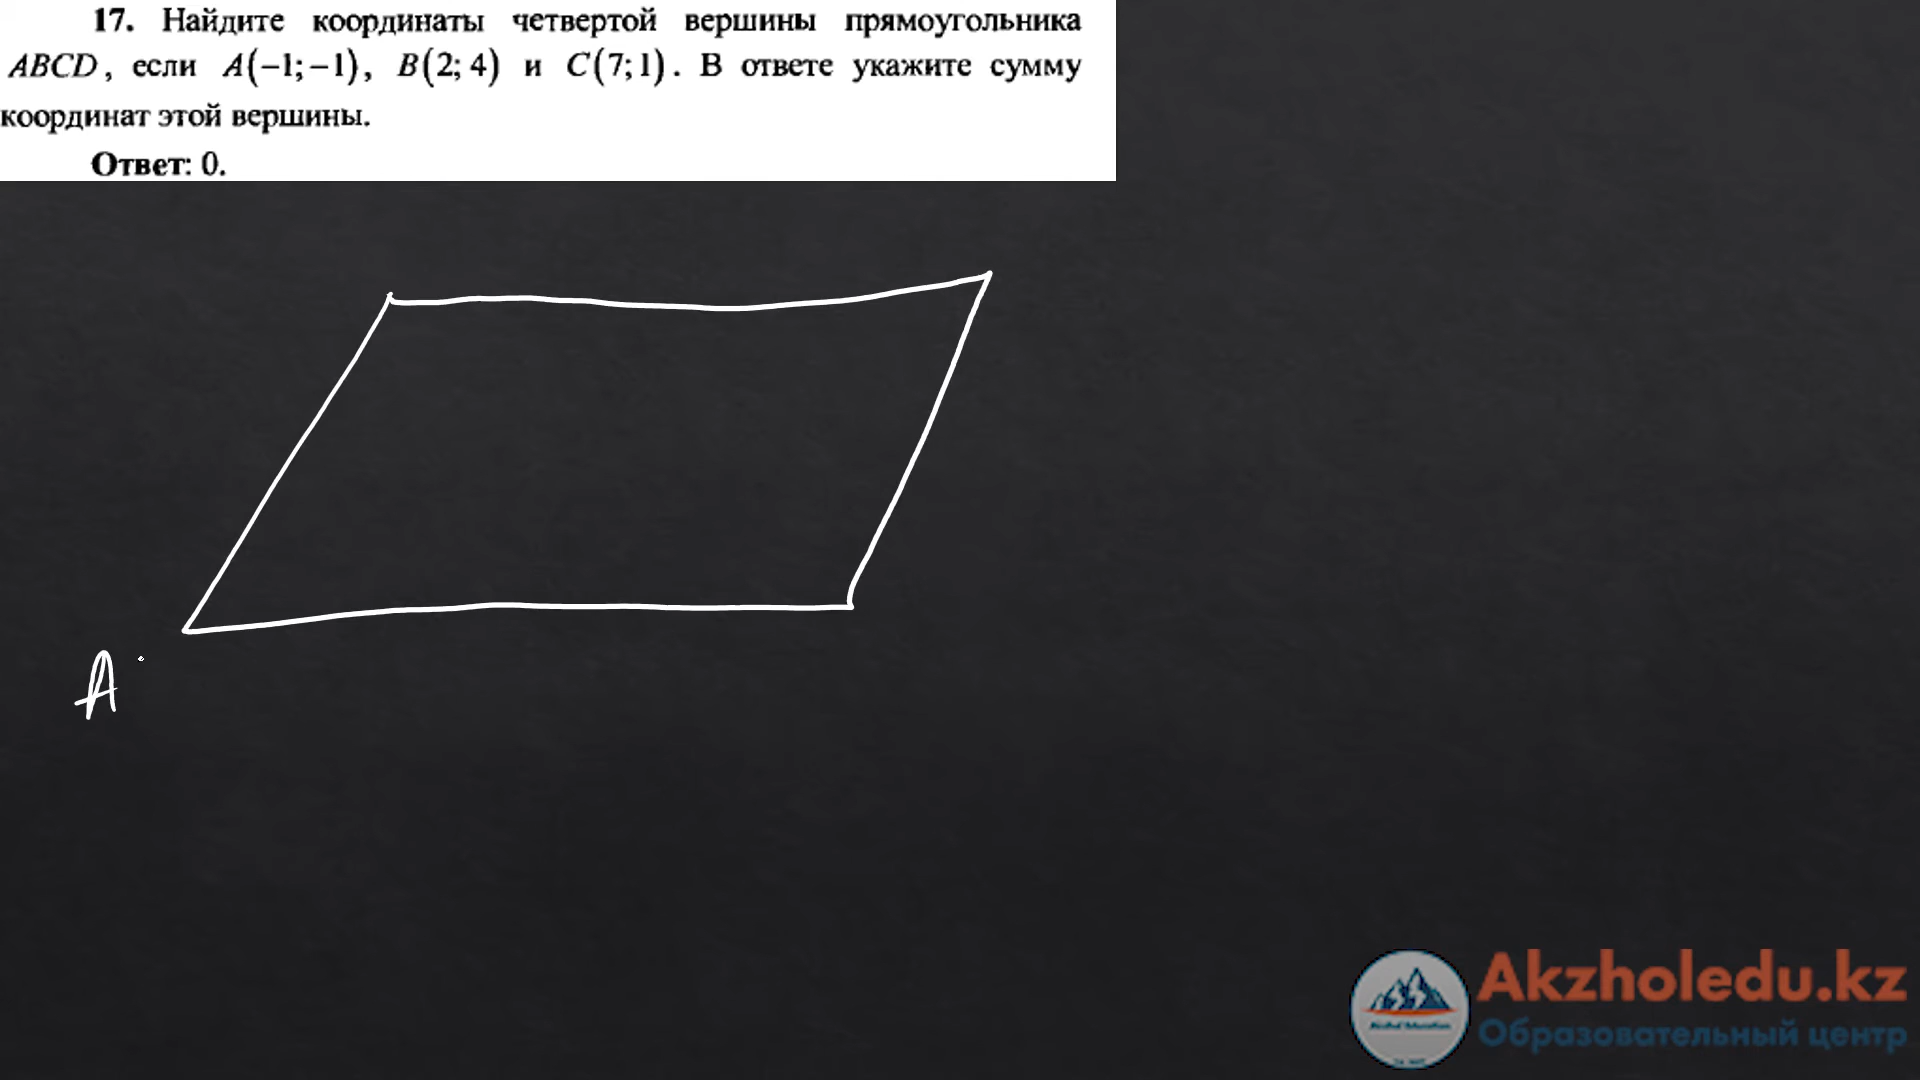 17. Найдите координаты четвертой вершины прямоугольника
ABCD, если A(−1;−1), B(2; 4) и C(7;1). В ответе укажите сумму
координат этой вершины.
Ответ: 0.
A
Akzholedu.kz
Образовательный центр